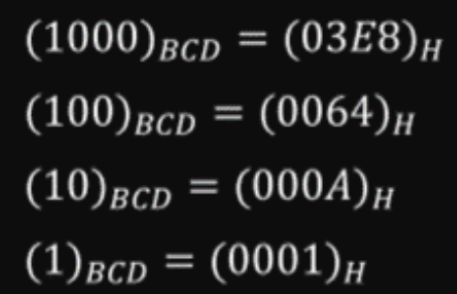 (1000)BCD = (03E8)H
(100)BCD = (0064)H
(10)BCD = (000A)H
(1)BCD = (0001)H